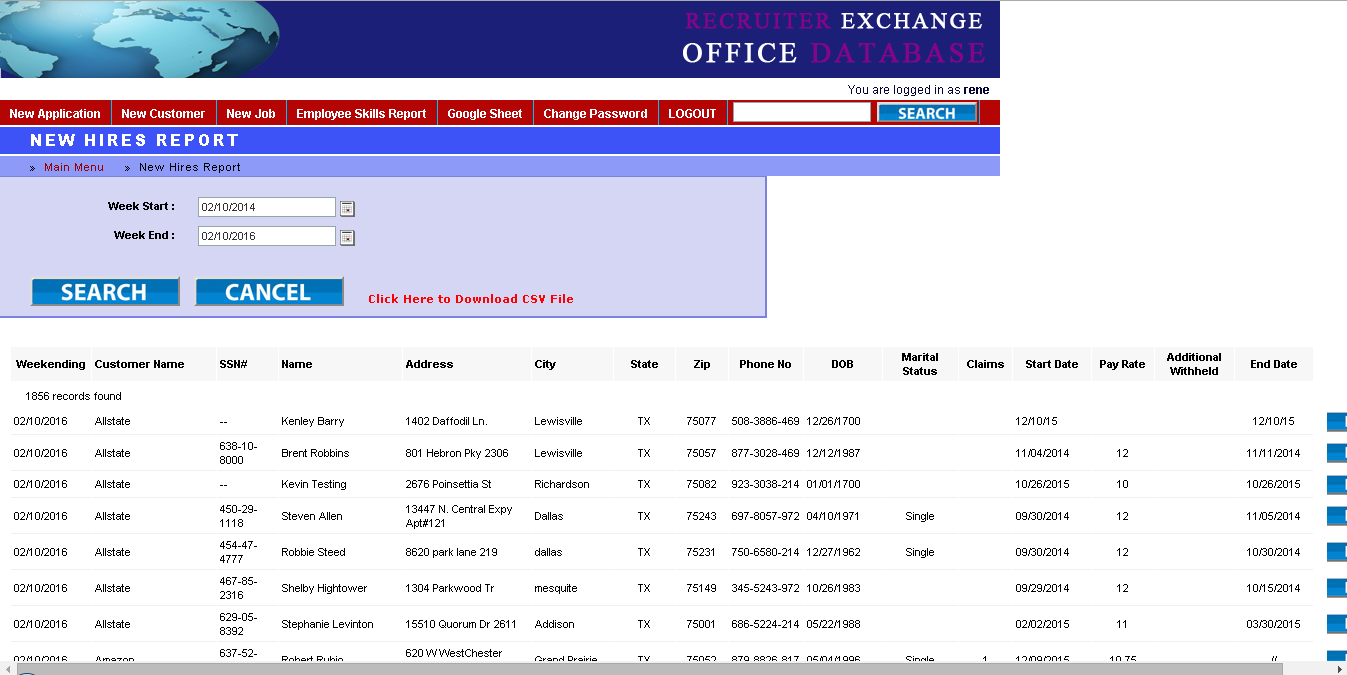 RECRUITER EXCHANGE
OFFICE DATABASE
You are logged in as rene
New Application New Customer New Job Employee Skills Report Google Sheet Change Password LOGOUT SEARCH
NEW HIRES REPORT
» Main Menu » New Hires Report
Week Start : 02/10/2014
Week End : 02/10/2016
SEARCH CANCEL Click Here to Download CSV File
Weekending Customer Name SSN# Name Address City State Zip Phone No DOB Marital Status Claims Start Date Pay Rate Additional Withheld End Date
1856 records found
02/10/2016 Allstate -- Kenley Barry 1402 Daffodil Ln. Lewisville TX 75077 508-3886-469 12/26/1700 12/10/15 12/10/15
02/10/2016 Allstate 638-10-8000 Brent Robbins 801 Hebron Pky 2306 Lewisville TX 75057 877-3028-469 12/12/1987 11/04/2014 12 11/11/2014
02/10/2016 Allstate -- Kevin Testing 2676 Poinsettia St Richardson TX 75082 923-3038-214 01/01/1700 10/26/2015 10 10/26/2015
02/10/2016 Allstate 450-29-1118 Steven Allen 13447 N. Central Expy Apt#121 Dallas TX 75243 697-8057-972 04/10/1971 Single 09/30/2014 12 11/05/2014
02/10/2016 Allstate 454-47-4777 Robbie Steed 8620 park lane 219 dallas TX 75231 750-6580-214 12/27/1962 Single 09/30/2014 12 10/30/2014
02/10/2016 Allstate 467-85-2316 Shelby Hightower 1304 Parkwood Tr mesquite TX 75149 345-5243-972 10/26/1983 09/29/2014 12 10/15/2014
02/10/2016 Allstate 629-05-8392 Stephanie Levinton 15510 Quorum Dr 2611 Addison TX 75001 686-5224-214 05/22/1988 02/02/2015 11 03/30/2015
02/10/2016 Amazon 637-52- Robert Rubio 620 W WestChester Grand Prairie TX 75052 879-8826-817 05/04/1996 Single 1 12/09/2015 10.75 //